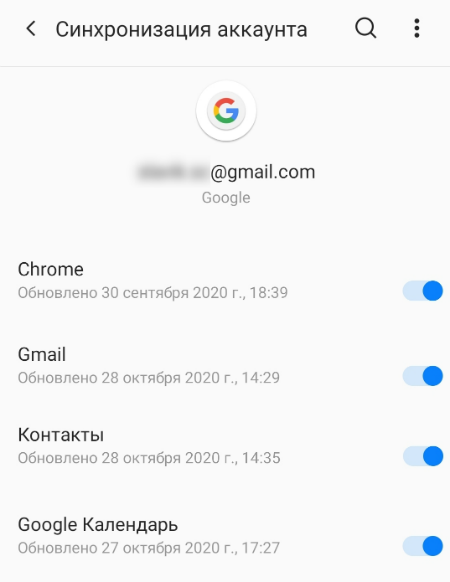 Синхронизация аккаунта
@gmail.com
Google
Chrome
Обновлено 30 сентября 2020 г., 18:39
Gmail
Обновлено 28 октября 2020 г., 14:29
Контакты
Обновлено 28 октября 2020 г., 14:35
Google Календарь
Обновлено 27 октября 2020 г., 17:27